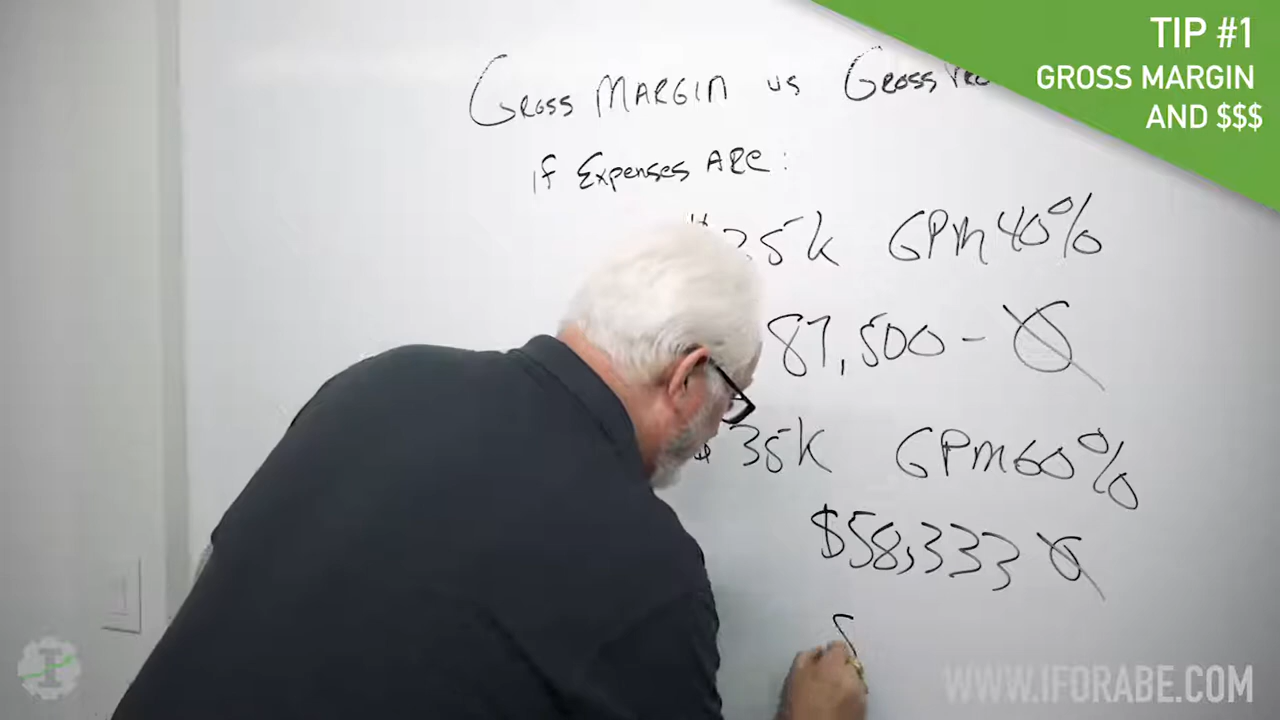 TIP #1
GROSS MARGIN
AND $$$
GROSS MARGIN vs GROSS
if Expenses ARE:
35k GPM 40%
87,500 - 0
$35k GPM 60%
$58,333 0
WWW.IFORABE.COM